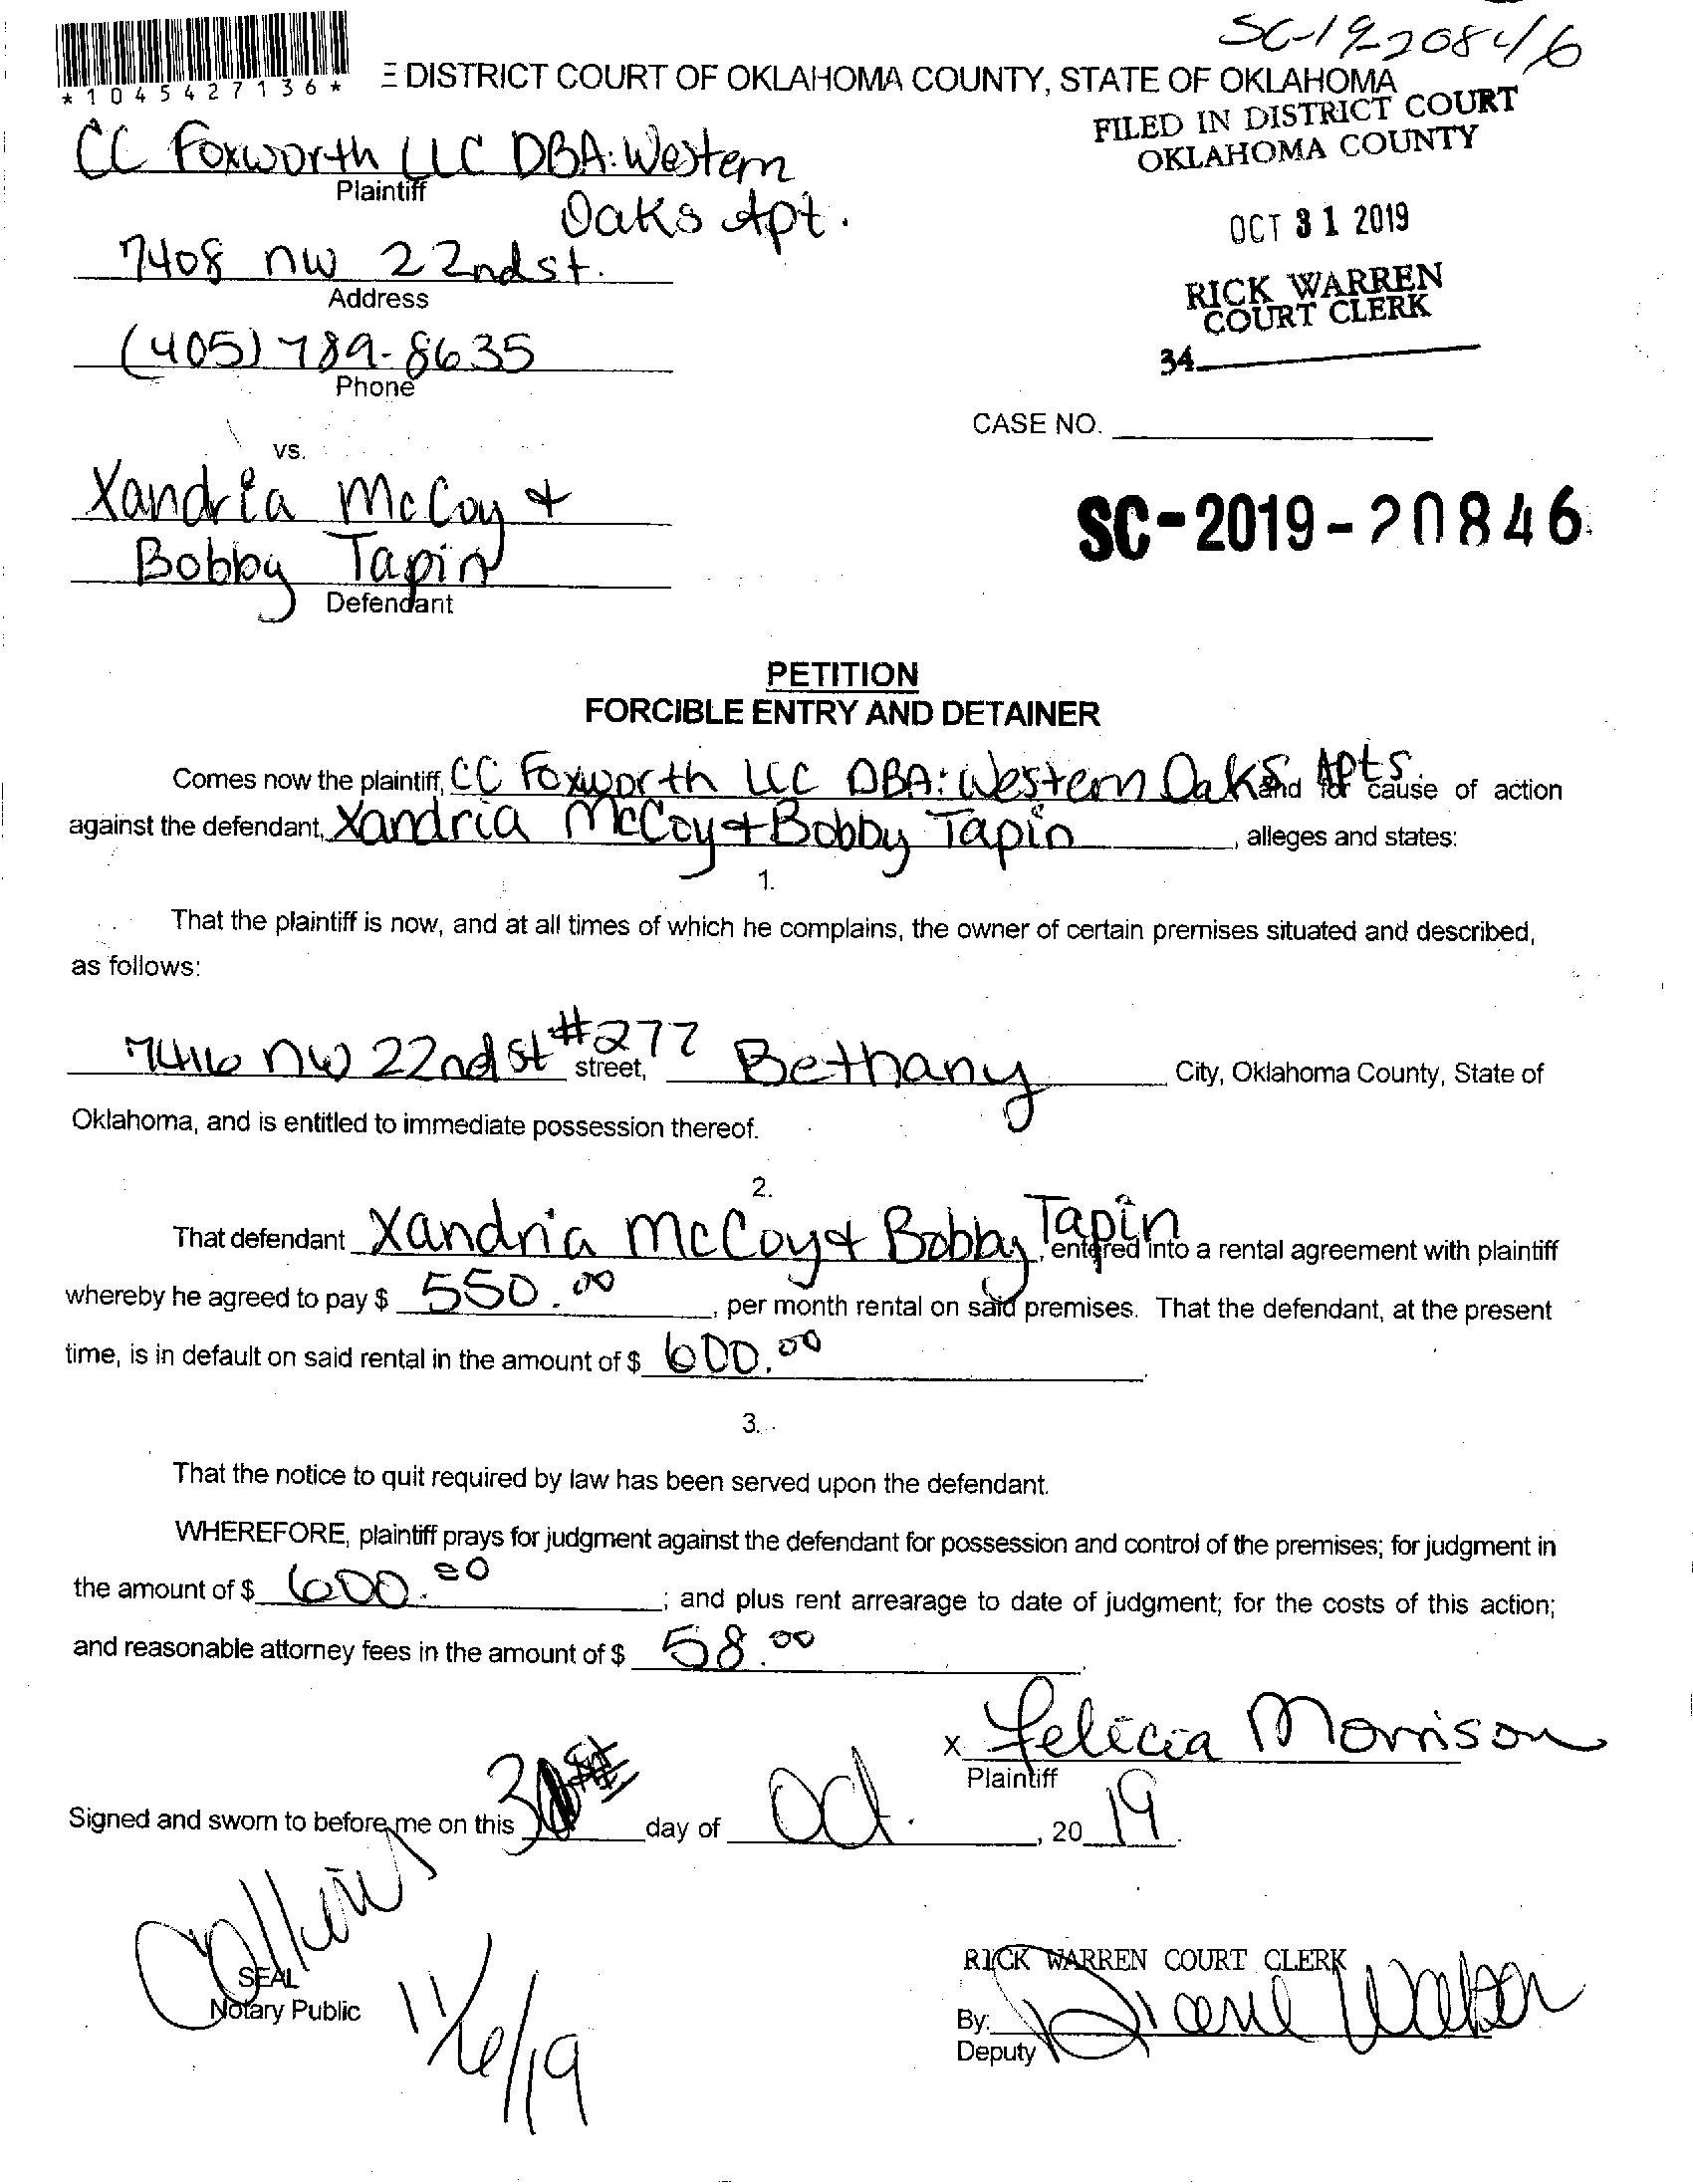 SC-19-20846
*1045427136*
E DISTRICT COURT OF OKLAHOMA COUNTY, STATE OF OKLAHOMA
FILED IN DISTRICT COURT
OKLAHOMA COUNTY
CC Foxworth LLC DBA: Western
Plaintiff
Oaks Apt.
OCT 31 2019
7408 NW 22nd st.
Address
RICK WARREN
COURT CLERK
(405) 789-8635
Phone
34
CASE NO.
vs.
Xandria McCoy &
SC-2019-20846
Bobby Tapin
Defendant
PETITION
FORCIBLE ENTRY AND DETAINER
Comes now the plaintiff, CC Foxworth LLC DBA: Western Oaks Apts. and for cause of action
against the defendant, Xandria McCoy & Bobby Tapin, alleges and states:
1.
That the plaintiff is now, and at all times of which he complains, the owner of certain premises situated and described,
as follows:
7416 NW 22nd st #277 street, Bethany City, Oklahoma County, State of
Oklahoma, and is entitled to immediate possession thereof.
2.
That defendant Xandria McCoy & Bobby Tapin, entered into a rental agreement with plaintiff
whereby he agreed to pay $ 550.00, per month rental on said premises. That the defendant, at the present
time, is in default on said rental in the amount of $ 600.00.
3.
That the notice to quit required by law has been served upon the defendant.
WHEREFORE, plaintiff prays for judgment against the defendant for possession and control of the premises; for judgment in
the amount of $ 600.00; and plus rent arrearage to date of judgment; for the costs of this action;
and reasonable attorney fees in the amount of $ 58.00.
x Felicia Morrison
Plaintiff
Signed and sworn to before me on this day of Oct., 2019.
SEAL
Notary Public
11/6/19
RICK WARREN COURT CLERK
By:
Deputy